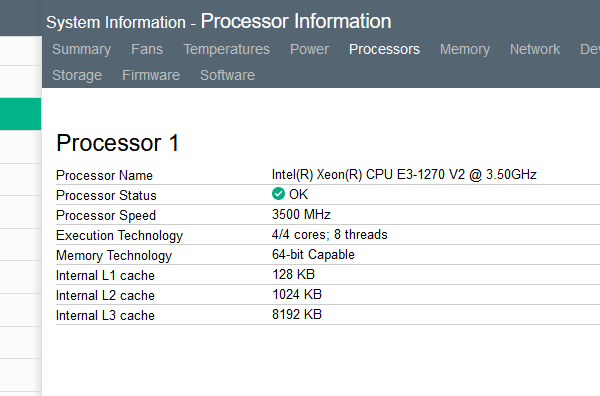 System Information - Processor Information
Summary Fans Temperatures Power Processors Memory Network
Storage Firmware Software
Processor 1
Processor Name Intel(R) Xeon(R) CPU E3-1270 V2 @ 3.50GHz
Processor Status OK
Processor Speed 3500 MHz
Execution Technology 4/4 cores; 8 threads
Memory Technology 64-bit Capable
Internal L1 cache 128 KB
Internal L2 cache 1024 KB
Internal L3 cache 8192 KB